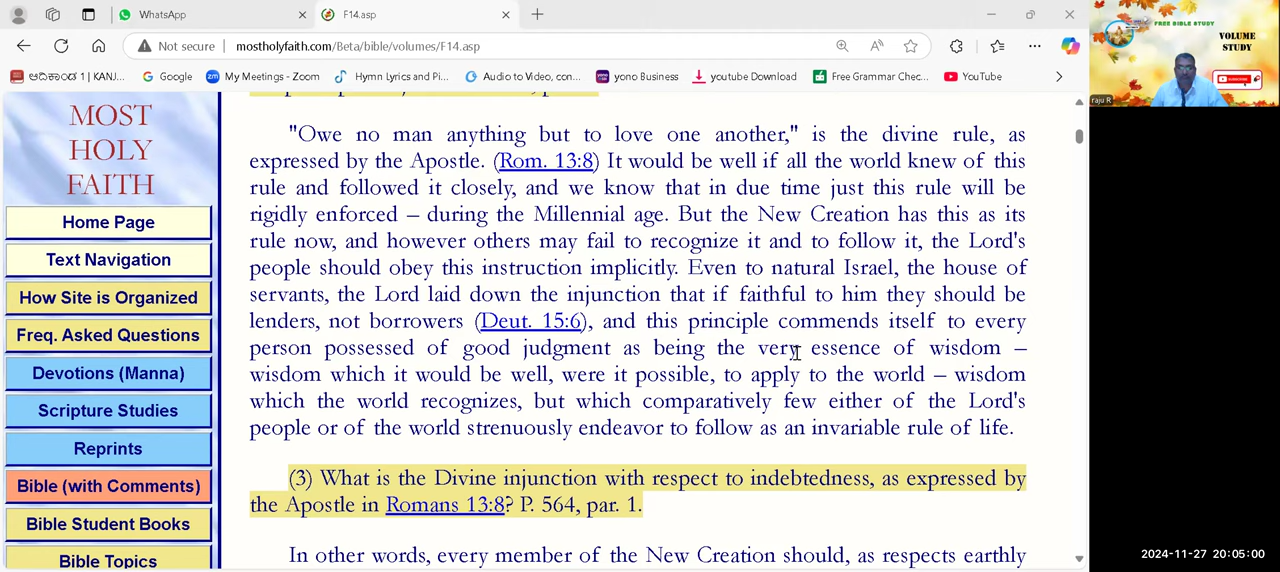 WhatsApp
F14.asp
Not secure
mostholyfaith.com/Beta/bible/volumes/F14.asp
ಆದಿಕಾಂಡ 1 | KANJ...
Google
My Meetings - Zoom
Hymn Lyrics and Pi...
Audio to Video, con...
yono Business
youtube Download
Free Grammar Chec...
YouTube
MOST
HOLY
FAITH
Home Page
Text Navigation
How Site is Organized
Freq. Asked Questions
Devotions (Manna)
Scripture Studies
Reprints
Bible (with Comments)
Bible Student Books
Bible Topics
"Owe no man anything but to love one another," is the divine rule, as
expressed by the Apostle. (Rom. 13:8) It would be well if all the world knew of this
rule and followed it closely, and we know that in due time just this rule will be
rigidly enforced – during the Millennial age. But the New Creation has this as its
rule now, and however others may fail to recognize it and to follow it, the Lord's
people should obey this instruction implicitly. Even to natural Israel, the house of
servants, the Lord laid down the injunction that if faithful to him they should be
lenders, not borrowers (Deut. 15:6), and this principle commends itself to every
person possessed of good judgment as being the very essence of wisdom –
wisdom which it would be well, were it possible, to apply to the world – wisdom
which the world recognizes, but which comparatively few either of the Lord's
people or of the world strenuously endeavor to follow as an invariable rule of life.
(3) What is the Divine injunction with respect to indebtedness, as expressed by
the Apostle in Romans 13:8? P. 564, par. 1.
In other words, every member of the New Creation should, as respects earthly
FREE BIBLE STUDY
VOLUME
STUDY
raju R
2024-11-27 20:05:00